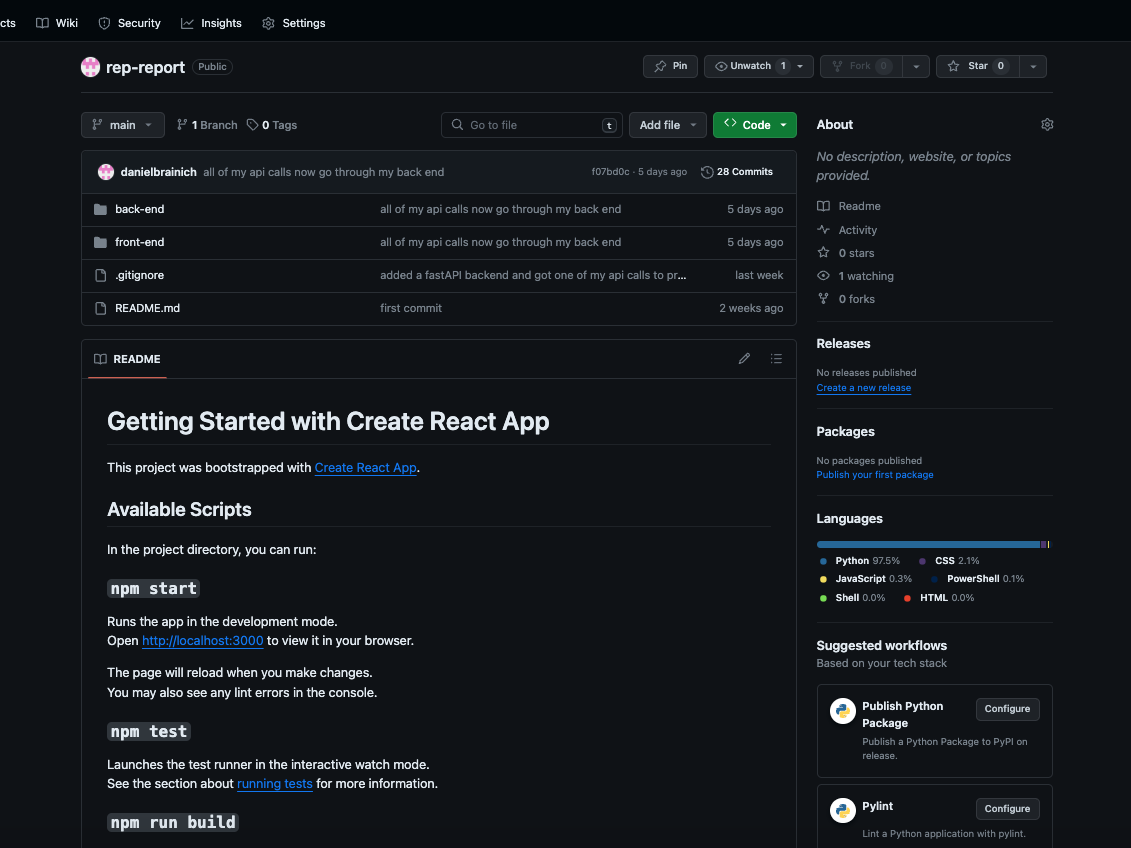 cts Wiki Security Insights Settings
rep-report Public Pin Unwatch 1 Fork 0 Star 0
main 1 Branch 0 Tags Go to file t Add file Code
danielbrainich all of my api calls now go through my back end f07bd0c · 5 days ago 28 Commits
back-end all of my api calls now go through my back end 5 days ago
front-end all of my api calls now go through my back end 5 days ago
.gitignore added a fastAPI backend and got one of my api calls to pr... last week
README.md first commit 2 weeks ago
README
Getting Started with Create React App
This project was bootstrapped with Create React App.
Available Scripts
In the project directory, you can run:
npm start
Runs the app in the development mode.
Open http://localhost:3000 to view it in your browser.
The page will reload when you make changes.
You may also see any lint errors in the console.
npm test
Launches the test runner in the interactive watch mode.
See the section about running tests for more information.
npm run build
About
No description, website, or topics
provided.
Readme
Activity
0 stars
1 watching
0 forks
Releases
No releases published
Create a new release
Packages
No packages published
Publish your first package
Languages
Python 97.5% CSS 2.1%
JavaScript 0.3% PowerShell 0.1%
Shell 0.0% HTML 0.0%
Suggested workflows
Based on your tech stack
Publish Python
Package
Configure
Publish a Python Package to PyPI on
release.
Pylint Configure
Lint a Python application with pylint.